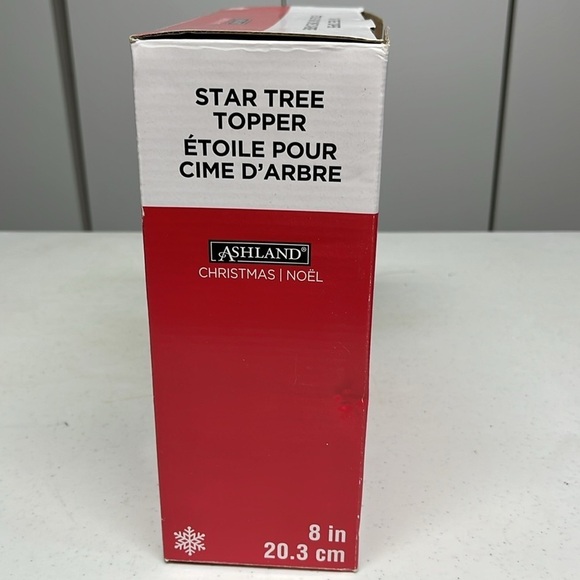 STAR TREE
TOPPER
ÉTOILE POUR
CIME D'ARBRE
ASHLAND®
CHRISTMAS | NOËL
8 in
20.3 cm